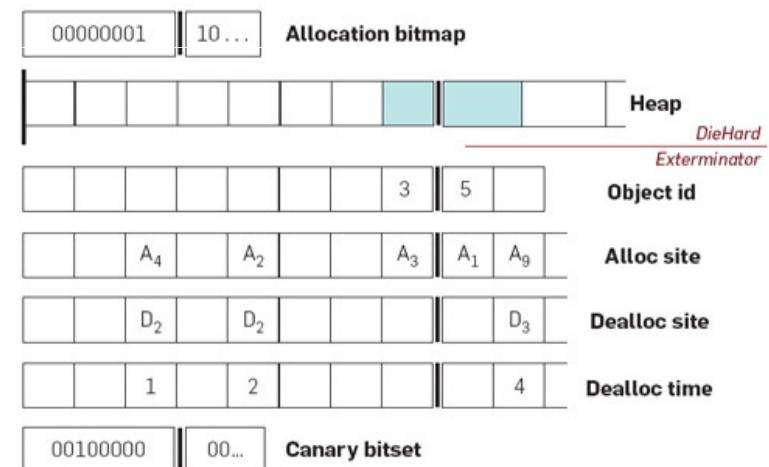 00000001 10... Allocation bitmap
Heap
DieHard
Exterminator
3 5 Object id
A₄ A₂ A₃ A₁ A₉ Alloc site
D₂ D₂ D₃ Dealloc site
1 2 4 Dealloc time
00100000 00... Canary bitset